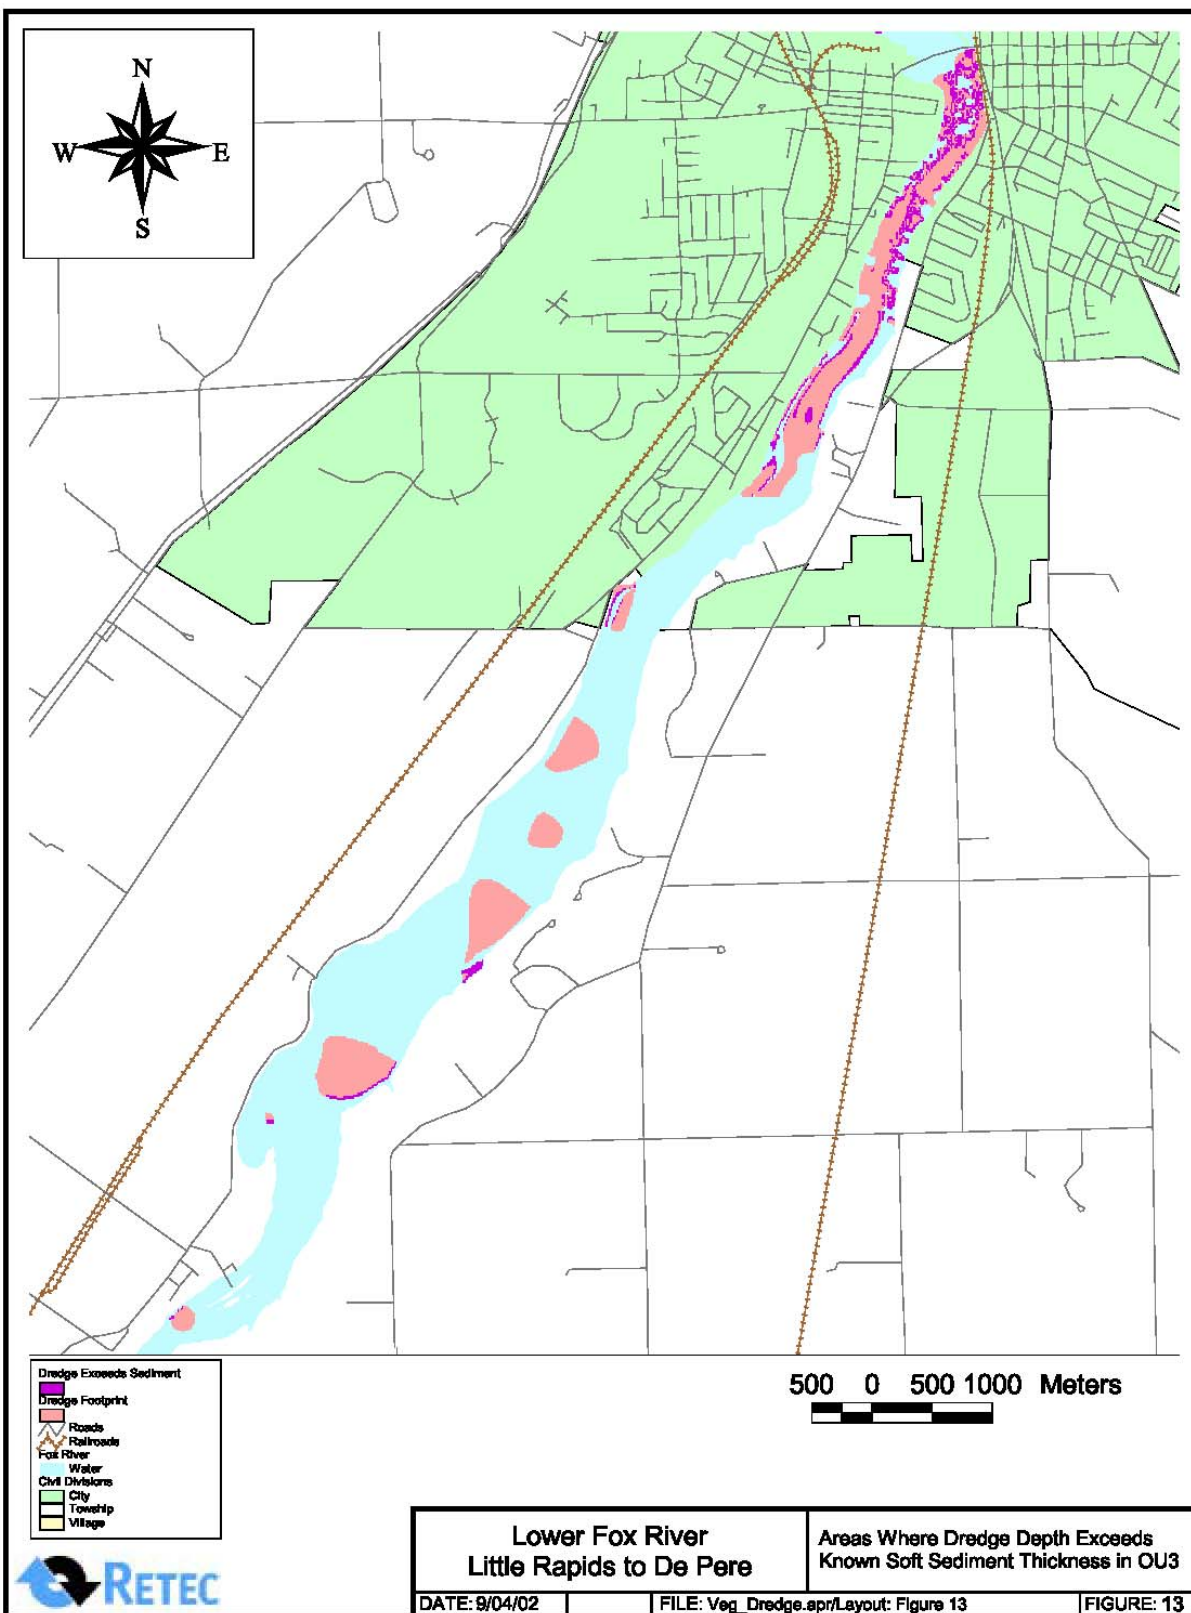 N
W E
S
500 0 500 1000 Meters
Dredge Exceeds Sediment
Dredge Footprint
Roads
Railroads
Fox River
Water
Civil Divisions
City
Towship
Village
RETEC
Lower Fox River
Little Rapids to De Pere
Areas Where Dredge Depth Exceeds
Known Soft Sediment Thickness in OU3
DATE: 9/04/02
FILE: Veg_Dredge.apr/Layout: Figure 13
FIGURE: 13